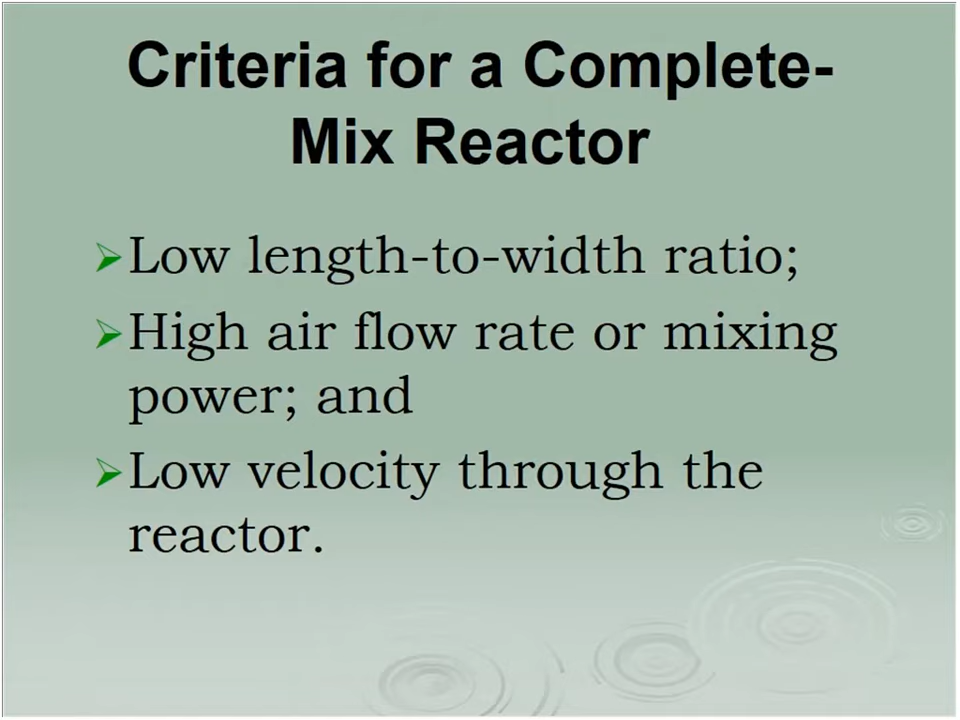 Criteria for a Complete-
Mix Reactor
Low length-to-width ratio;
High air flow rate or mixing
power; and
Low velocity through the
reactor.